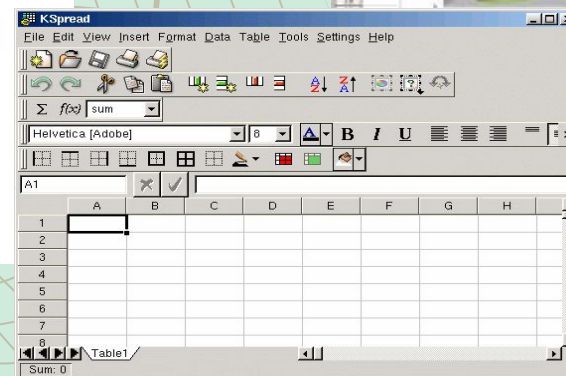 KSpread
File Edit View Insert Format Data Table Tools Settings Help
Σ f(x) sum
Helvetica [Adobe] 8 A B I U
A1
A B C D E F G H
1
2
3
4
5
6
7
8
Table1
Sum: 0